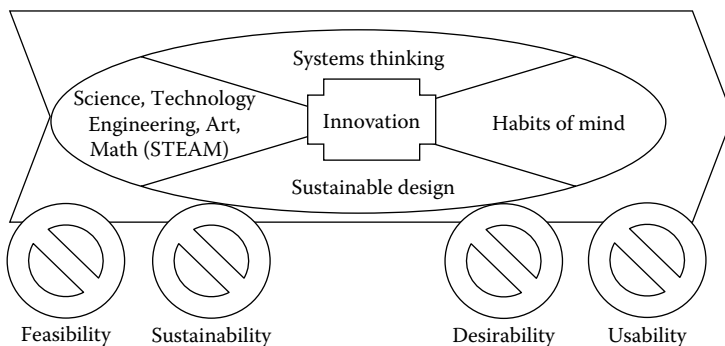 Systems thinking
Science, Technology
Engineering, Art,
Math (STEAM)
Innovation
Habits of mind
Sustainable design
Feasibility
Sustainability
Desirability
Usability